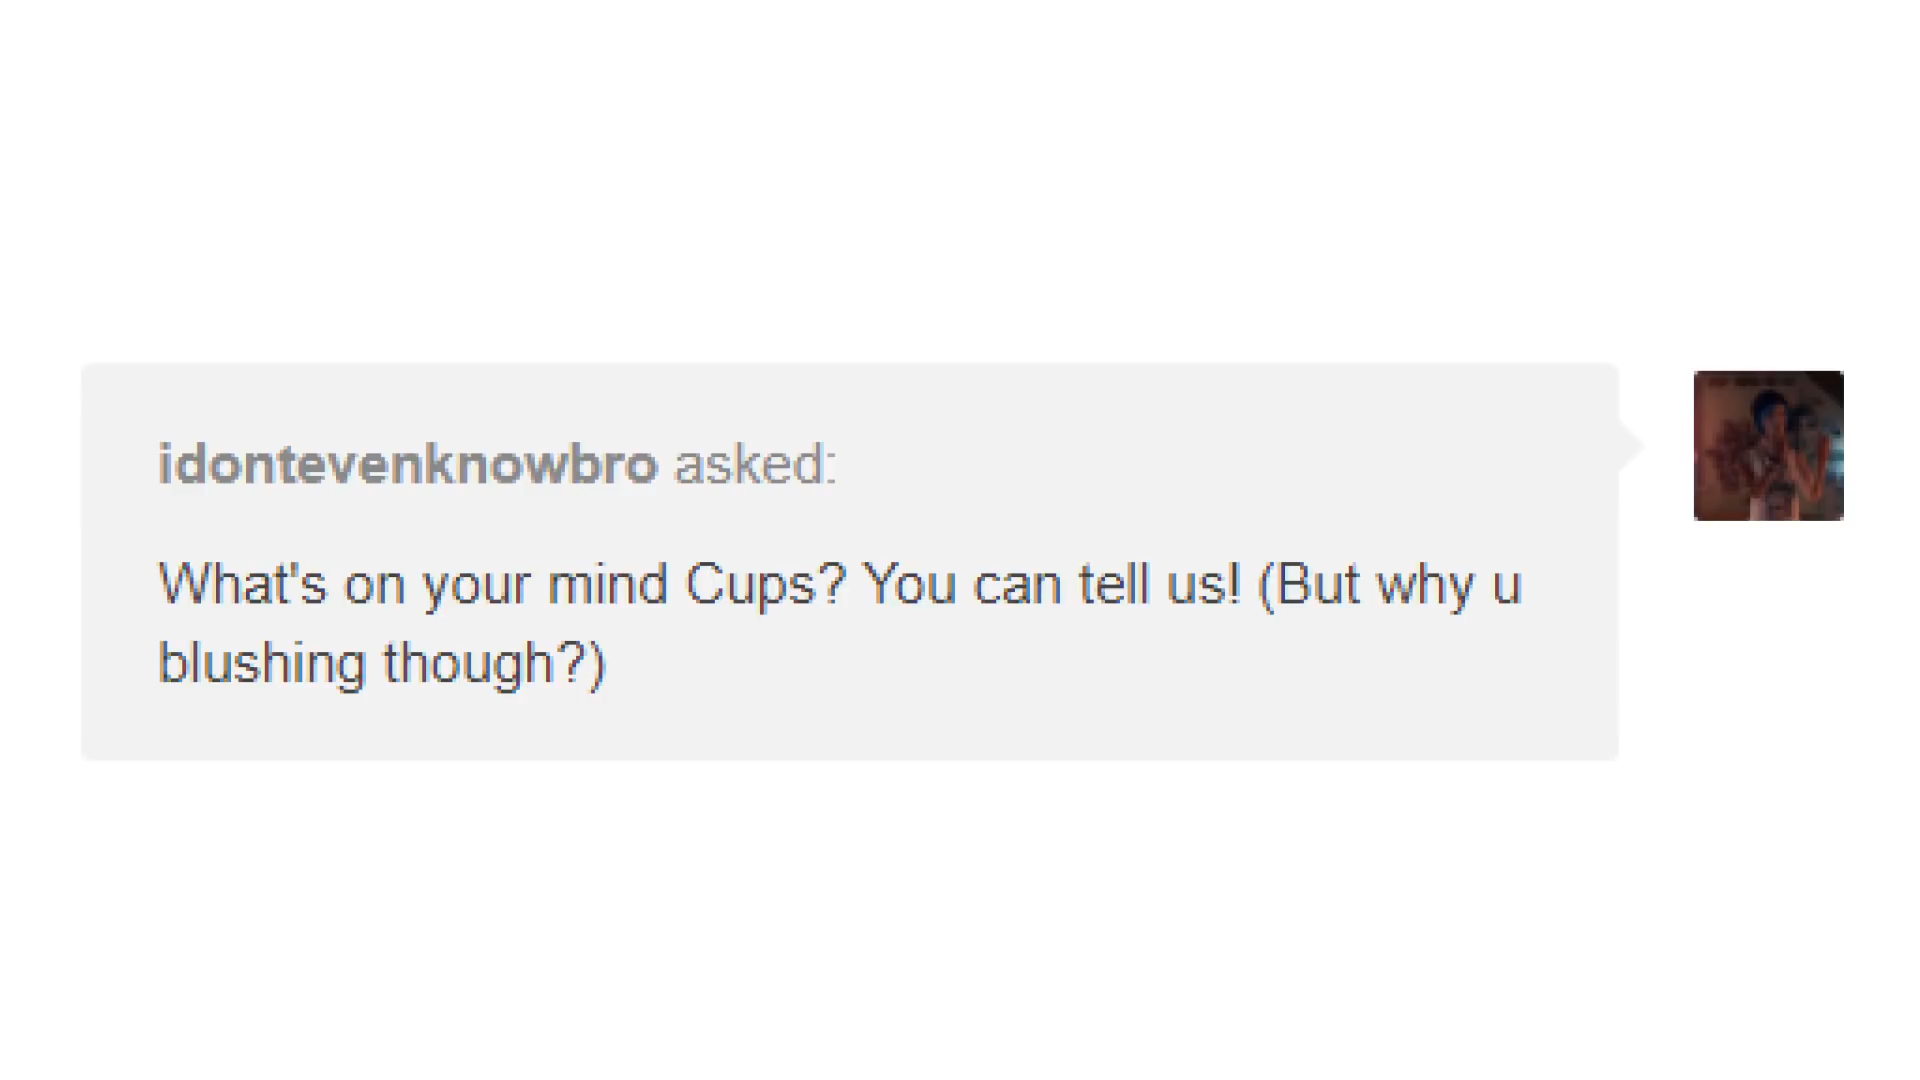 idontevenknowbro asked:
What's on your mind Cups? You can tell us! (But why u
blushing though?)